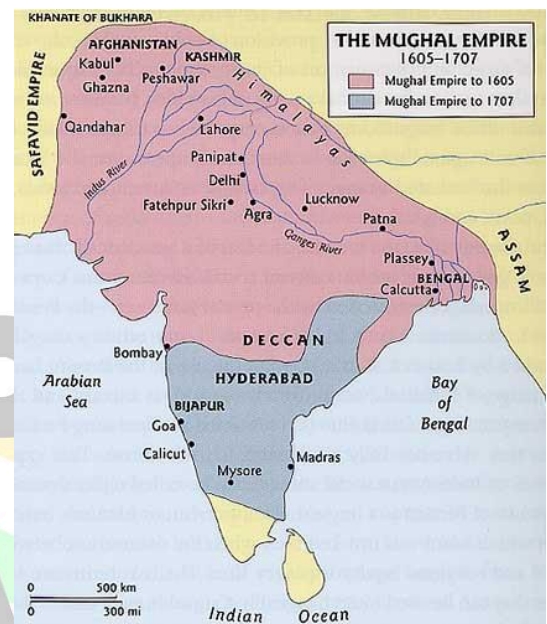 KHANATE OF BUKHARA
THE MUGHAL EMPIRE
1605–1707
Mughal Empire to 1605
Mughal Empire to 1707
AFGHANISTAN
KASHMIR
Kabul
Peshawar
Ghazna
Himalayas
SAFAVID EMPIRE
Qandahar
Lahore
Indus River
Panipat
Delhi
Fatehpur Sikri
Agra
Lucknow
Patna
Ganges River
ASSAM
Plassey
BENGAL
Calcutta
DECCAN
Bombay
HYDERABAD
Arabian
Sea
Bay
of
Bengal
BIJAPUR
Goa
Calicut
Madras
Mysore
0
500 km
0
300 mi
Indian Ocean